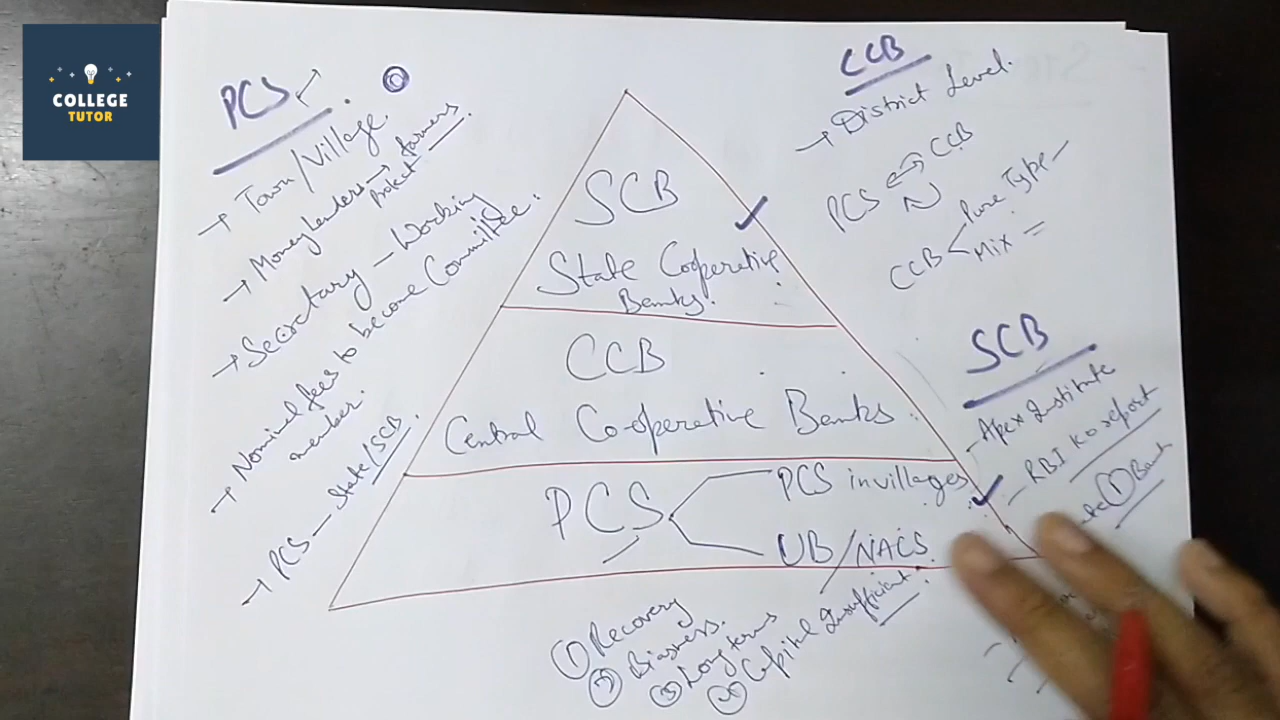 COLLEGE
TUTOR
PCS
→ Town/Village.
→ Moneylenders → farmers.
Protect
→ Secretary - Working
Committee.
→ Nominal fees to become
member.
→ PCS - State/SCB.
SCB
State Cooperative
Banks.
CCB
Central Co-operative Banks
PCS
PCS in villages
UB/NACS
① Recovery
② Biasness.
③ Long terms
④ Capital Insufficient.
CCB
→ District Level.
PCS ↔ CCB
N
CCB < Pure Type -
Mix =
SCB
- Apex Institute
- RBI ko report
① Bank